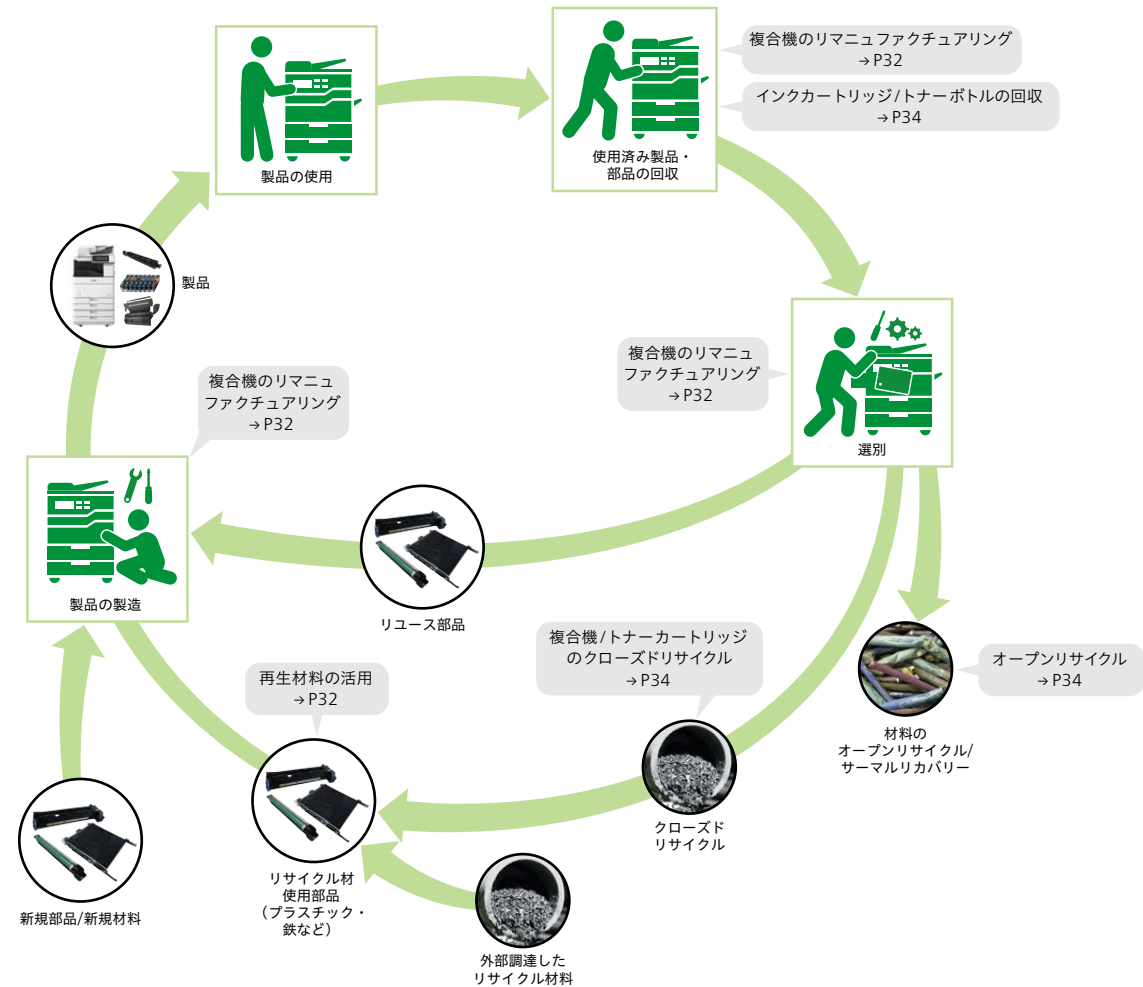 複合機のリマニュファクチュアリング
→P32
インクカートリッジ/トナーボトルの回収
→P34
製品の使用
使用済み製品・
部品の回収
製品
複合機のリマニュ
ファクチュアリング
→P32
選別
複合機のリマニュ
ファクチュアリング
→P32
製品の製造
リユース部品
複合機/トナーカートリッジ
のクローズドリサイクル
→P34
オープンリサイクル
→P34
再生材料の活用
→P32
材料の
オープンリサイクル/
サーマルリカバリー
クローズド
リサイクル
リサイクル材
使用部品
（プラスチック・
鉄など）
新規部品/新規材料
外部調達した
リサイクル材料